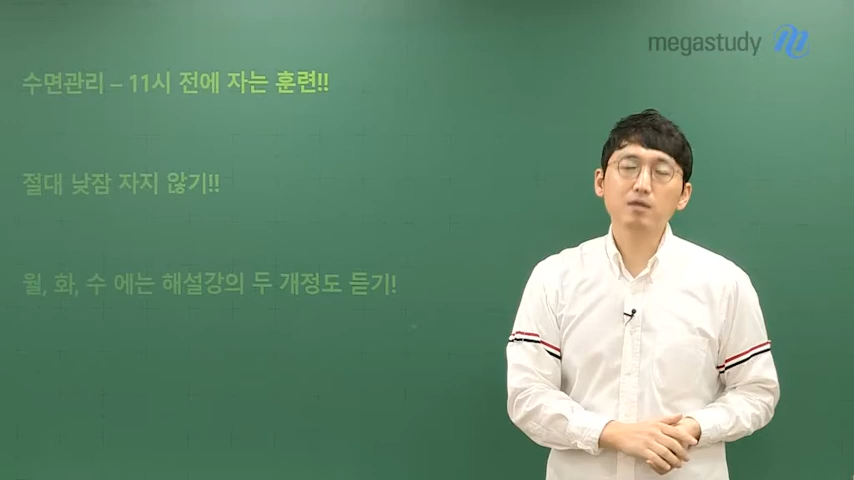 megastudy
수면관리 – 11시 전에 자는 훈련!!
절대 낮잠 자지 않기!!
월, 화, 수 에는 해설강의 두 개정도 듣기!